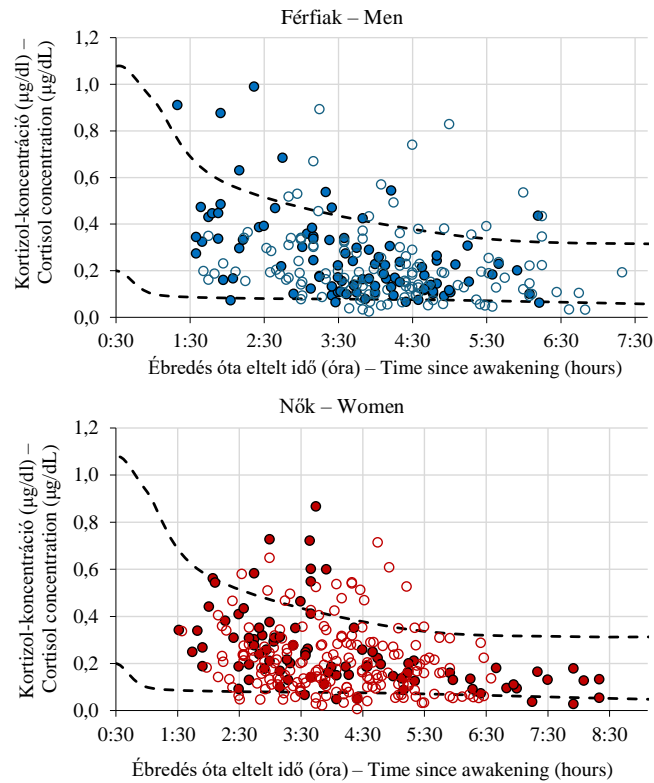 Férfiak – Men
Kortizol-koncentráció (µg/dl) –
Cortisol concentration (µg/dL)
1,2
1,0
0,8
0,6
0,4
0,2
0,0
0:30 1:30 2:30 3:30 4:30 5:30 6:30 7:30
Ébredés óta eltelt idő (óra) – Time since awakening (hours)
Nők – Women
Kortizol-koncentráció (µg/dl) –
Cortisol concentration (µg/dL)
1,2
1,0
0,8
0,6
0,4
0,2
0,0
0:30 1:30 2:30 3:30 4:30 5:30 6:30 7:30 8:30
Ébredés óta eltelt idő (óra) – Time since awakening (hours)